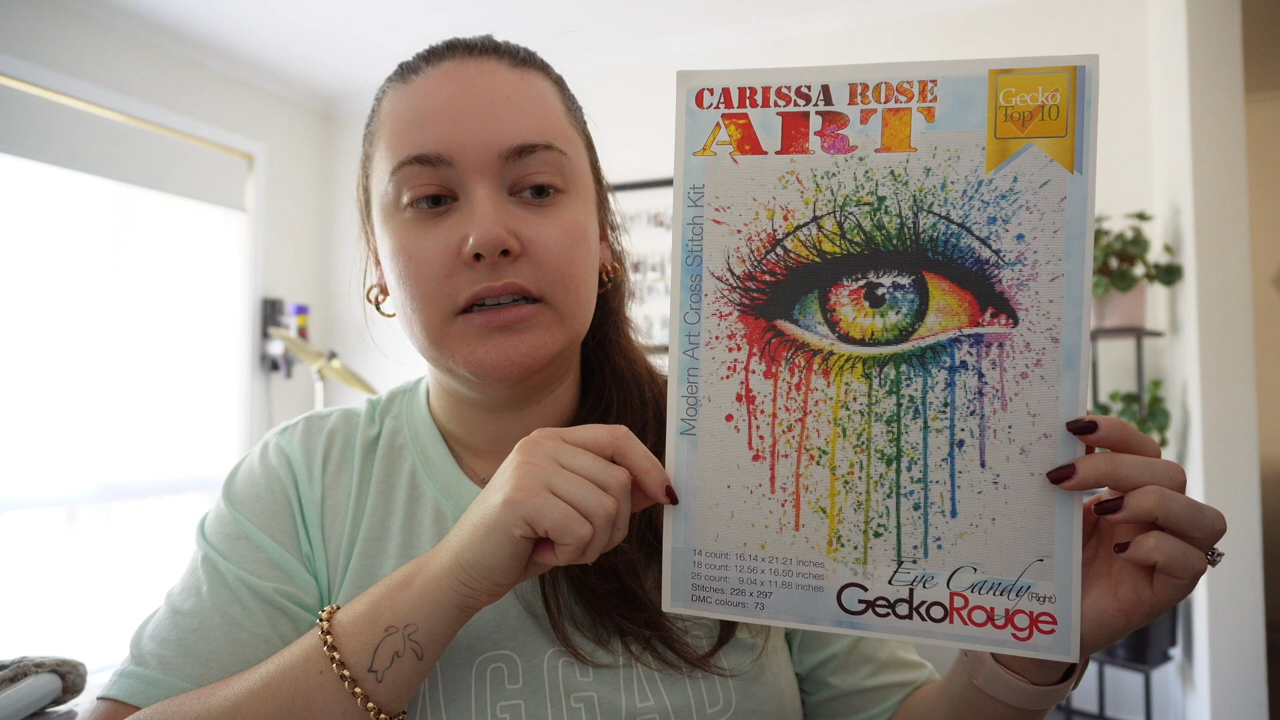 CARISSA ROSE
ART
Gecko
Top 10
Modern Art Cross Stitch Kit
14 count: 16.14 x 21.21 inches
18 count: 12.56 x 16.50 inches
25 count: 9.04 x 11.88 inches
Stitches: 226 x 297
DMC colours: 73
Eye Candy (Right)
GeckoRouge